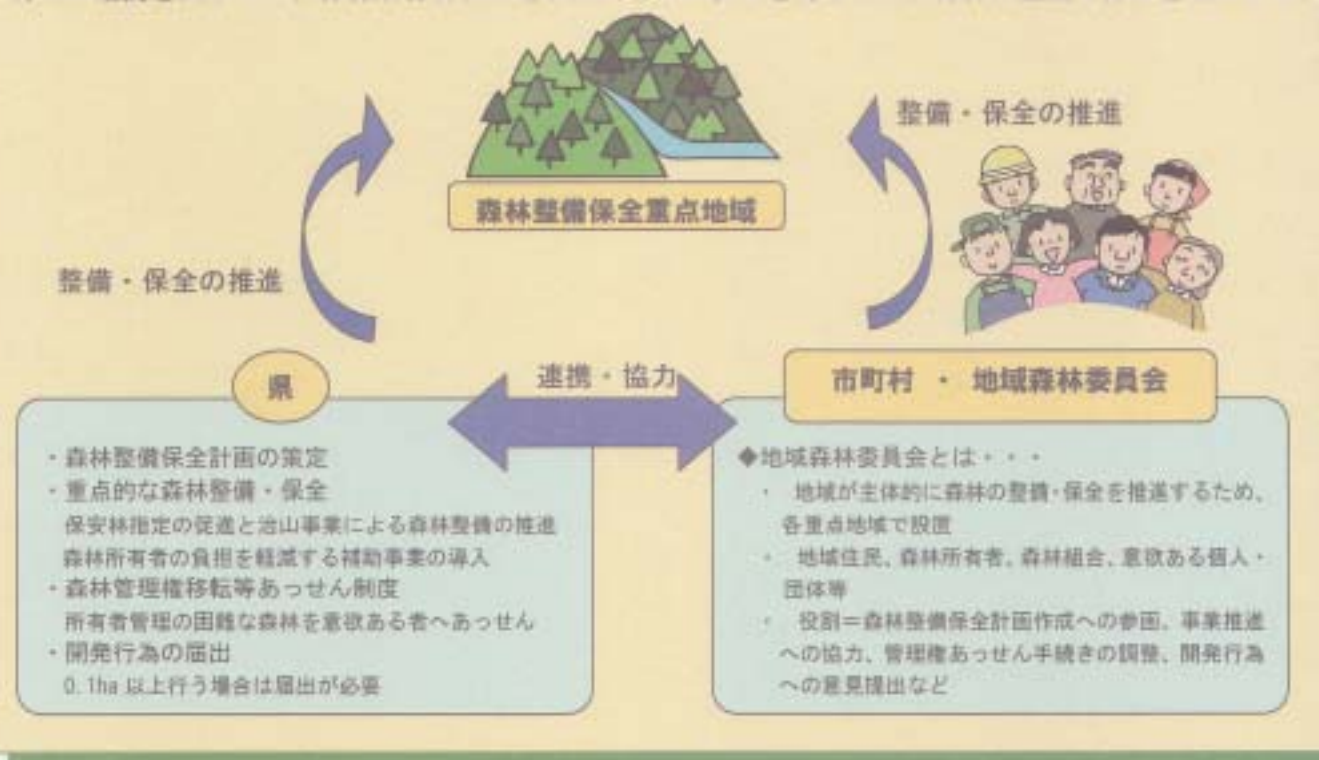 整備・保全の推進
森林整備保全重点地域
整備・保全の推進
連携・協力
県
・森林整備保全計画の策定
・重点的な森林整備・保全
保安林指定の促進と治山事業による森林整備の推進
森林所有者の負担を軽減する補助事業の導入
・森林管理権移転等あっせん制度
所有者管理の困難な森林を意欲ある者へあっせん
・開発行為の届出
0.1ha 以上行う場合は届出が必要
市町村 ・ 地域森林委員会
◆地域森林委員会とは・・・
・ 地域が主体的に森林の整備・保全を推進するため、
各重点地域で設置
・ 地域住民、森林所有者、森林組合、意欲ある個人・
団体等
・ 役割＝森林整備保全計画作成への参画、事業推進
への協力、管理権あっせん手続きの調整、開発行為
への意見提出など